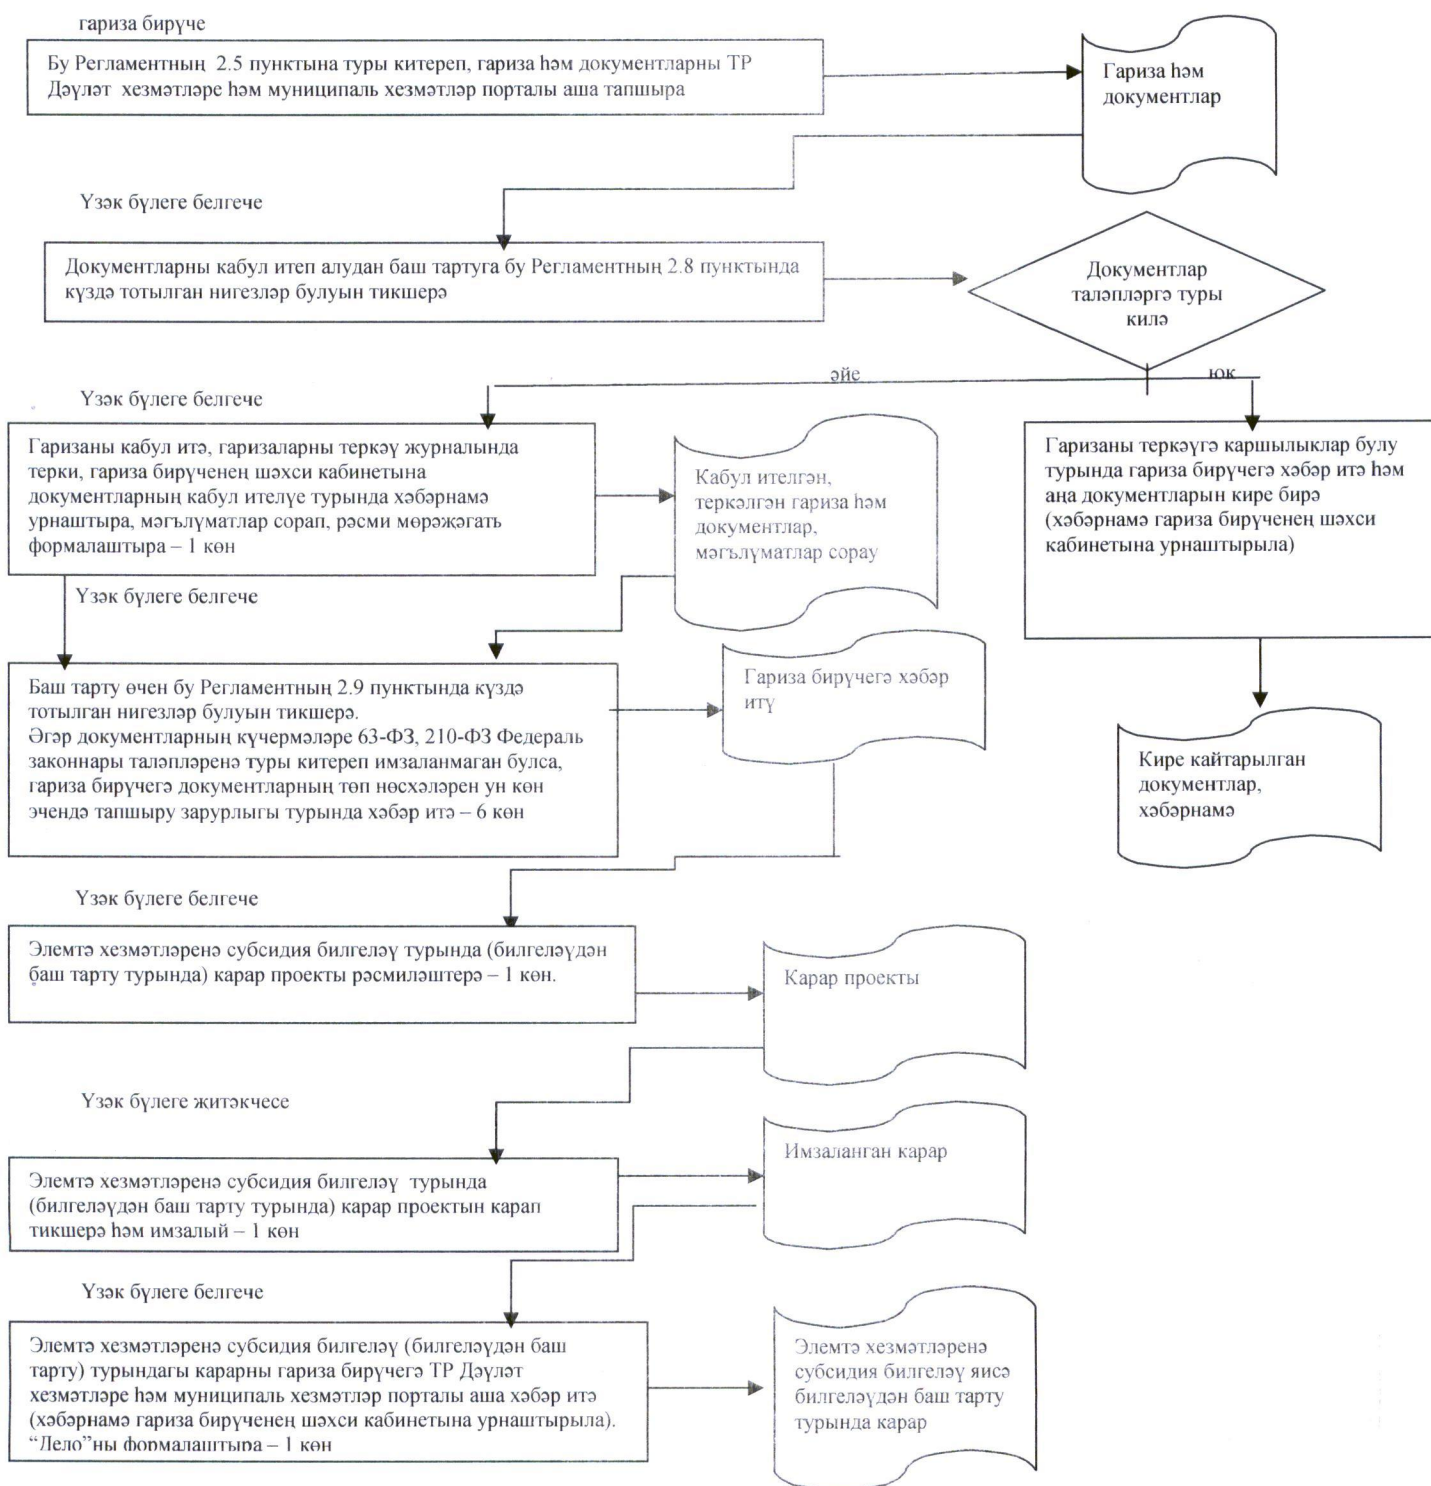 гариза бирүче
Бу Регламентның 2.5 пунктына туры китереп, гариза һәм документларны ТР
Дәүләт хезмәтләре һәм муниципаль хезмәтләр порталы аша тапшыра
Гариза һәм
документлар
Үзәк бүлеге белгече
Документларны кабул итеп алудан баш тартуга бу Регламентның 2.8 пунктында
күздә тотылган нигезләр булуын тикшерә
Документлар
таләпләргә туры
килә
әйе
юк
Үзәк бүлеге белгече
Гаризаны кабул итә, гаризаларны теркәү журналында
терки, гариза бирүченең шәхси кабинетына
документларның кабул ителүе турында хәбәрнамә
урнаштыра, мәгълүматлар сорап, рәсми мөрәҗәгать
формалаштыра – 1 көн
Кабул ителгән,
теркәлгән гариза һәм
документлар,
мәгълүматлар сорау
Гаризаны теркәүгә каршылыклар булу
турында гариза бирүчегә хәбәр итә һәм
аңа документларын кире бирә
(хәбәрнамә гариза бирүченең шәхси
кабинетына урнаштырыла)
Үзәк бүлеге белгече
Баш тарту өчен бу Регламентның 2.9 пунктында күздә
тотылган нигезләр булуын тикшерә.
Әгәр документларның күчермәләре 63-ФЗ, 210-ФЗ Федераль
законнары таләпләренә туры китереп имзаланмаган булса,
гариза бирүчегә документларның төп нөсхәләрен ун көн
эчендә тапшыру зарурлыгы турында хәбәр итә – 6 көн
Гариза бирүчегә хәбәр
итү
Кире кайтарылган
документлар,
хәбәрнамә
Үзәк бүлеге белгече
Элемтә хезмәтләренә субсидия билгеләү турында (билгеләүдән
баш тарту турында) карар проекты рәсмиләштерә – 1 көн.
Карар проекты
Үзәк бүлеге җитәкчесе
Элемтә хезмәтләренә субсидия билгеләү  турында
(билгеләүдән баш тарту турында) карар проектын карап
тикшерә һәм имзалый – 1 көн
Имзаланган карар
Үзәк бүлеге белгече
Элемтә хезмәтләренә субсидия билгеләү (билгеләүдән баш
тарту) турындагы карарны гариза бирүчегә ТР Дәүләт
хезмәтләре һәм муниципаль хезмәтләр порталы аша хәбәр итә
(хәбәрнамә гариза бирүченең шәхси кабинетына урнаштырыла).
“Дело”ны формалаштыра – 1 көн
Элемтә хезмәтләренә
субсидия билгеләү яисә
билгеләүдән баш тарту
турында карар